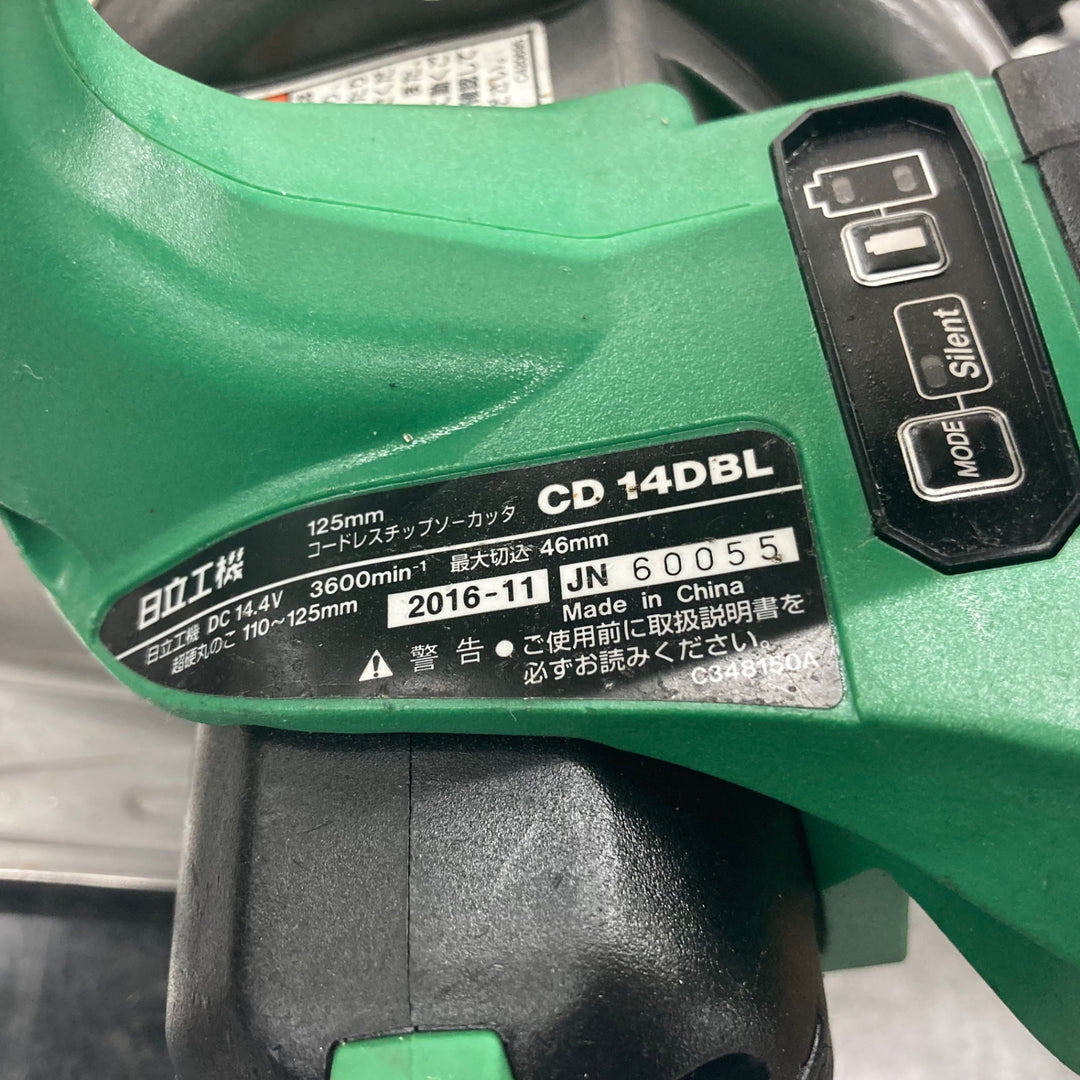 Silent
MODE
CD 14DBL
125mm
コードレスチップソーカッタ
日立工機
日立工機 DC 14.4V 3600min⁻¹ 最大切込 46mm
超硬丸のこ 110～125mm
2016-11
JN 60055
Made in China
警告 ●ご使用前に取扱説明書を
必ずお読みください。
C348150A